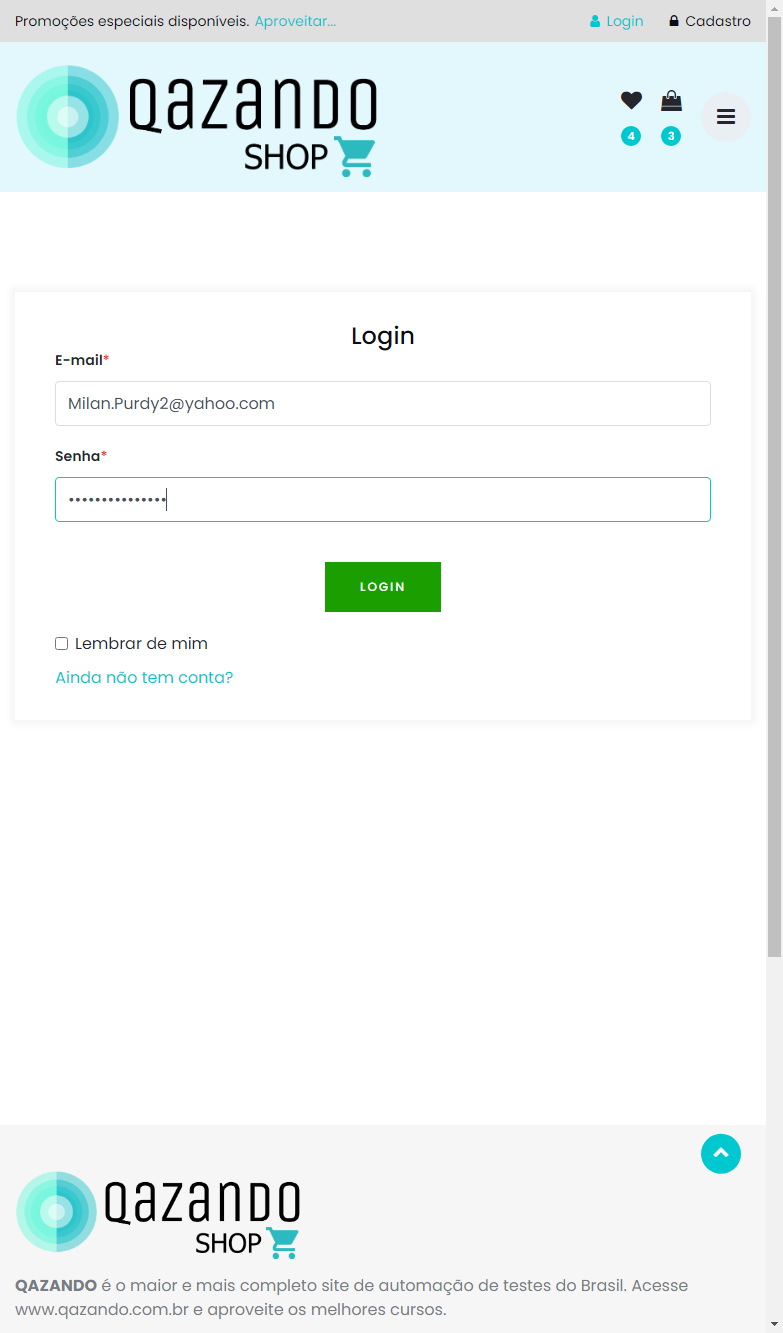 Promoções especiais disponíveis. Aproveitar... Login Cadastro
QAZANDO
SHOP
4 3
Login
E-mail*
Milan.Purdy2@yahoo.com
Senha*
•••••••••••••••
LOGIN
Lembrar de mim
Ainda não tem conta?
QAZANDO
SHOP
QAZANDO é o maior e mais completo site de automação de testes do Brasil. Acesse
www.qazando.com.br e aproveite os melhores cursos.